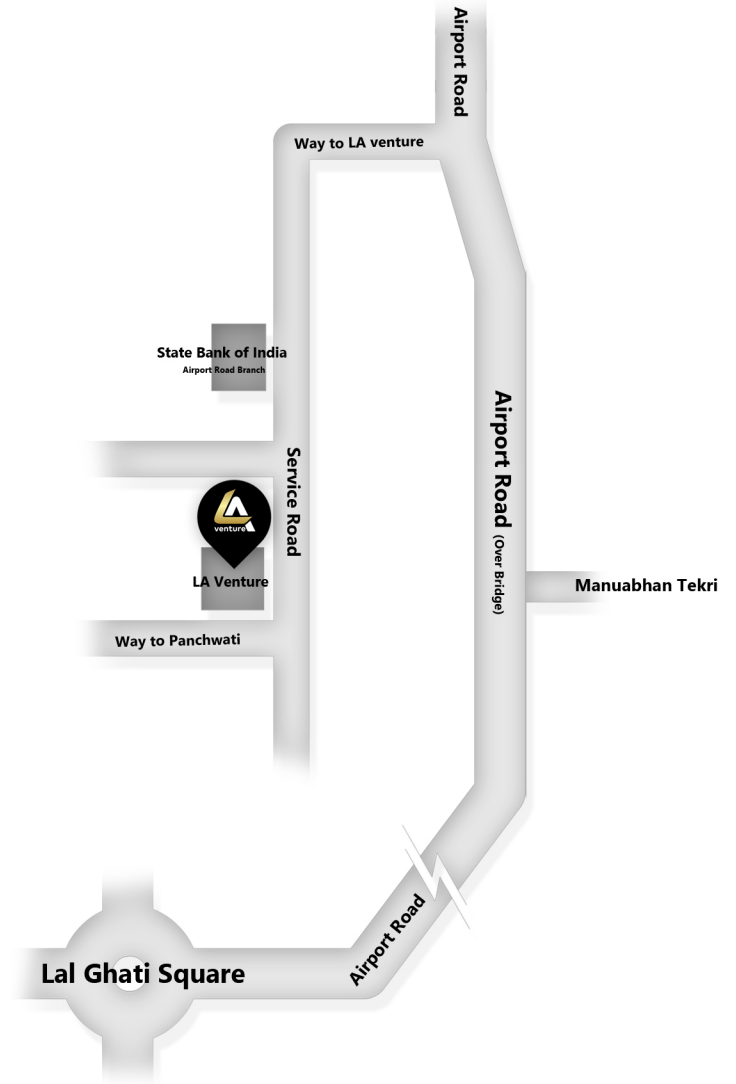 Airport Road
Way to LA venture
State Bank of India
Airport Road Branch
Airport Road (Over Bridge)
Service Road
LA
venture
LA Venture
Manuabhan Tekri
Way to Panchwati
Airport Road
Lal Ghati Square